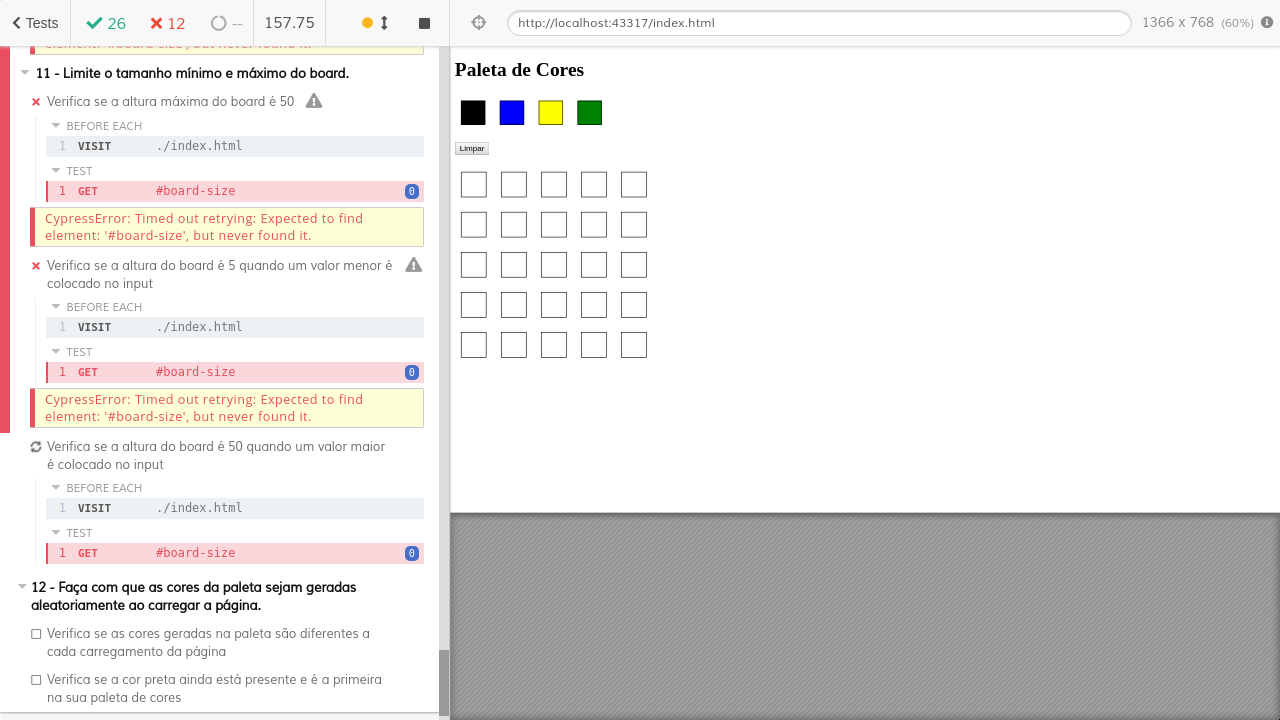 Tests
26
12
--
157.75
http://localhost:43317/index.html
1366 x 768 (60%)
element: '#board-size', but never found it.
11 - Limite o tamanho mínimo e máximo do board.
Verifica se a altura máxima do board é 50
BEFORE EACH
1 VISIT ./index.html
TEST
1 GET #board-size 0
CypressError: Timed out retrying: Expected to find
element: '#board-size', but never found it.
Verifica se a altura do board é 5 quando um valor menor é
colocado no input
BEFORE EACH
1 VISIT ./index.html
TEST
1 GET #board-size 0
CypressError: Timed out retrying: Expected to find
element: '#board-size', but never found it.
Verifica se a altura do board é 50 quando um valor maior
é colocado no input
BEFORE EACH
1 VISIT ./index.html
TEST
1 GET #board-size 0
12 - Faça com que as cores da paleta sejam geradas
aleatoriamente ao carregar a página.
Verifica se as cores geradas na paleta são diferentes a
cada carregamento da página
Verifica se a cor preta ainda está presente e é a primeira
na sua paleta de cores
Paleta de Cores
Limpar